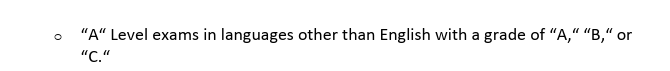 o “A“ Level exams in languages other than English with a grade of “A,“ “B,“ or
“C.“